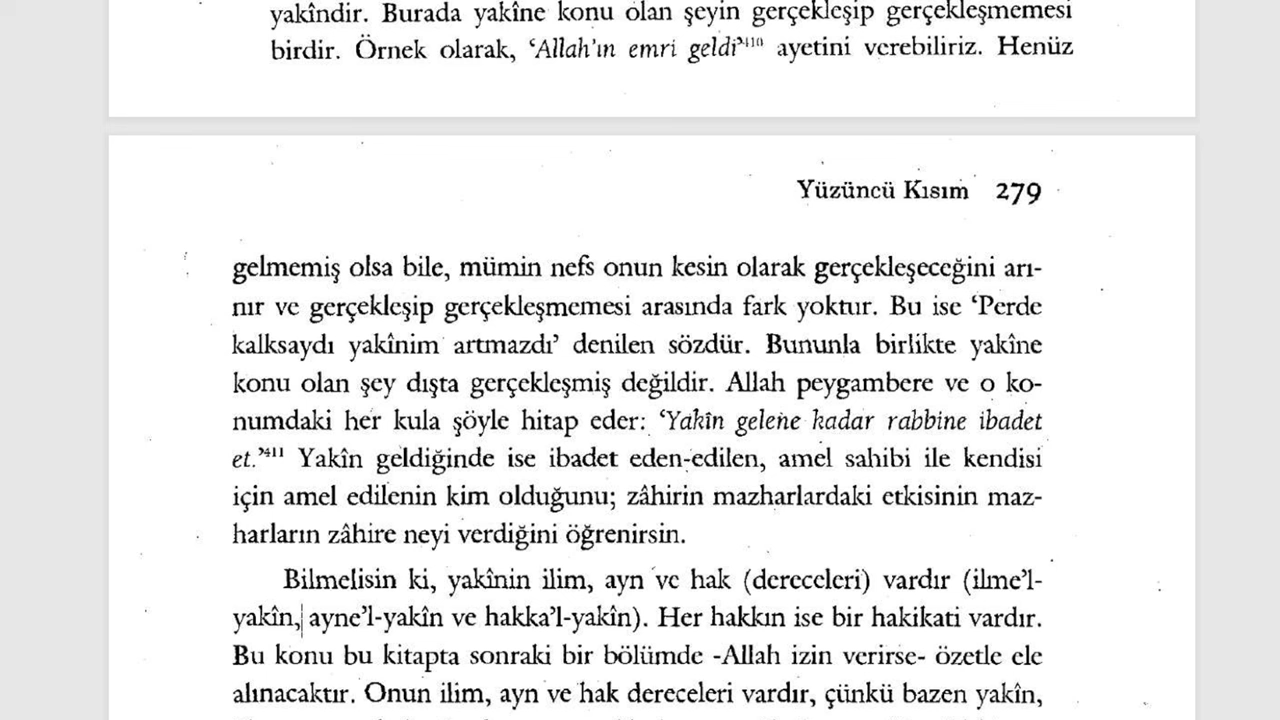 yakîndir. Burada yakîne konu olan şeyin gerçekleşip gerçekleşmemesi
birdir. Örnek olarak, ‘Allah’ın emri geldi’⁴¹⁰ ayetini verebiliriz. Henüz
Yüzüncü Kısım 279
gelmemiş olsa bile, mümin nefs onun kesin olarak gerçekleşeceğini arı-
nır ve gerçekleşip gerçekleşmemesi arasında fark yoktur. Bu ise ‘Perde
kalksaydı yakînim artmazdı’ denilen sözdür. Bununla birlikte yakîne
konu olan şey dışta gerçekleşmiş değildir. Allah peygambere ve o ko-
numdaki her kula şöyle hitap eder: ‘Yakîn gelene kadar rabbine ibadet
et.’⁴¹¹ Yakîn geldiğinde ise ibadet eden-edilen, amel sahibi ile kendisi
için amel edilenin kim olduğunu; zâhirin mazharlardaki etkisinin maz-
harların zâhire neyi verdiğini öğrenirsin.
Bilmelisin ki, yakînin ilim, ayn ve hak (dereceleri) vardır (ilme’l-
yakîn, ayne’l-yakîn ve hakka’l-yakîn). Her hakkın ise bir hakikati vardır.
Bu konu bu kitapta sonraki bir bölümde -Allah izin verirse- özetle ele
alınacaktır. Onun ilim, ayn ve hak dereceleri vardır, çünkü bazen yakîn,